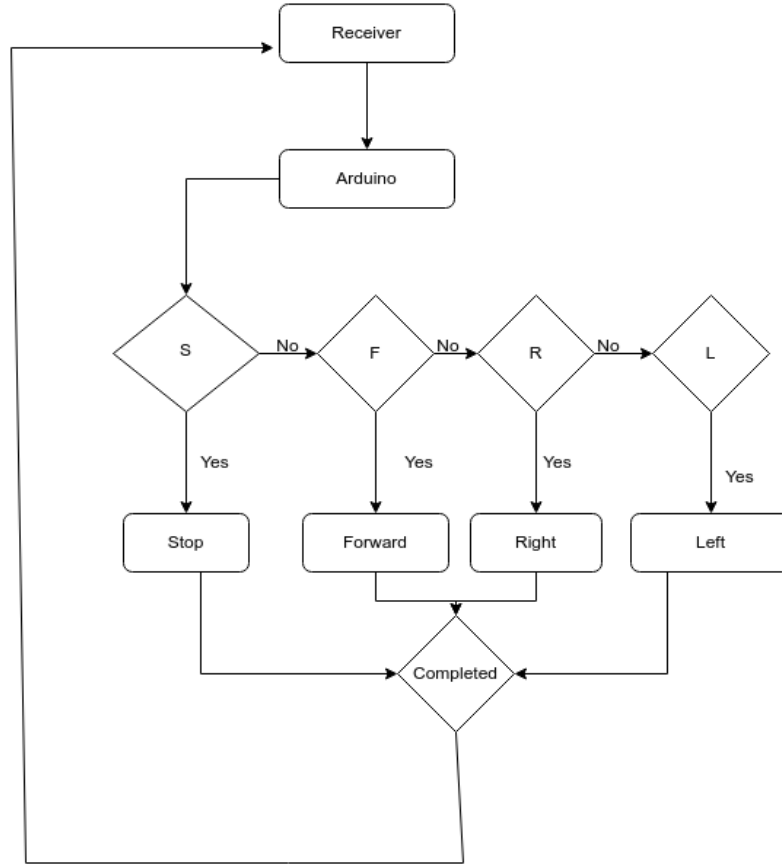 Receiver
Arduino
S
No
F
No
R
No
L
Yes
Yes
Yes
Yes
Stop
Forward
Right
Left
Completed